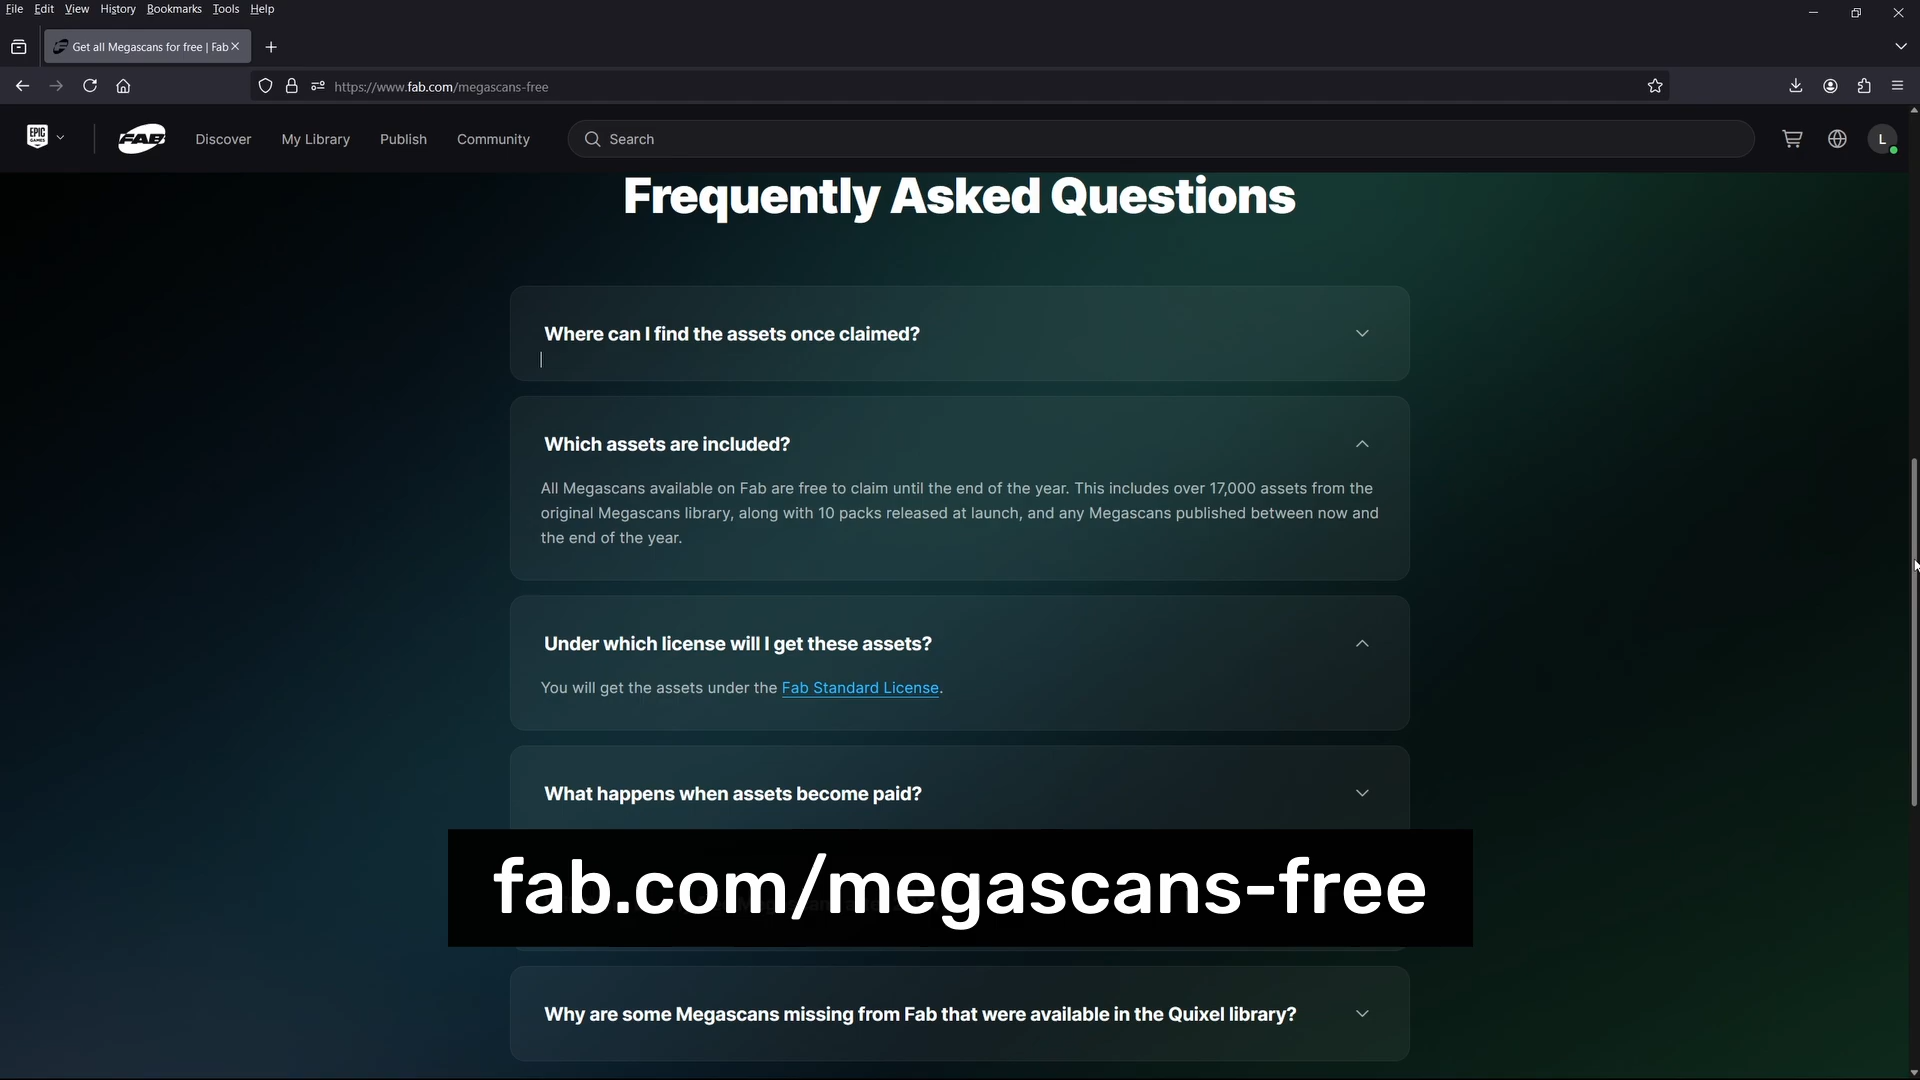 File Edit View History Bookmarks Tools Help
Get all Megascans for free | Fab
https://www.fab.com/megascans-free
EPIC GAMES
FAB
Discover
My Library
Publish
Community
Search
L
Frequently Asked Questions
Where can I find the assets once claimed?
Which assets are included?
All Megascans available on Fab are free to claim until the end of the year. This includes over 17,000 assets from the
original Megascans library, along with 10 packs released at launch, and any Megascans published between now and
the end of the year.
Under which license will I get these assets?
You will get the assets under the Fab Standard License.
What happens when assets become paid?
fab.com/megascans-free
Why are some Megascans missing from Fab that were available in the Quixel library?